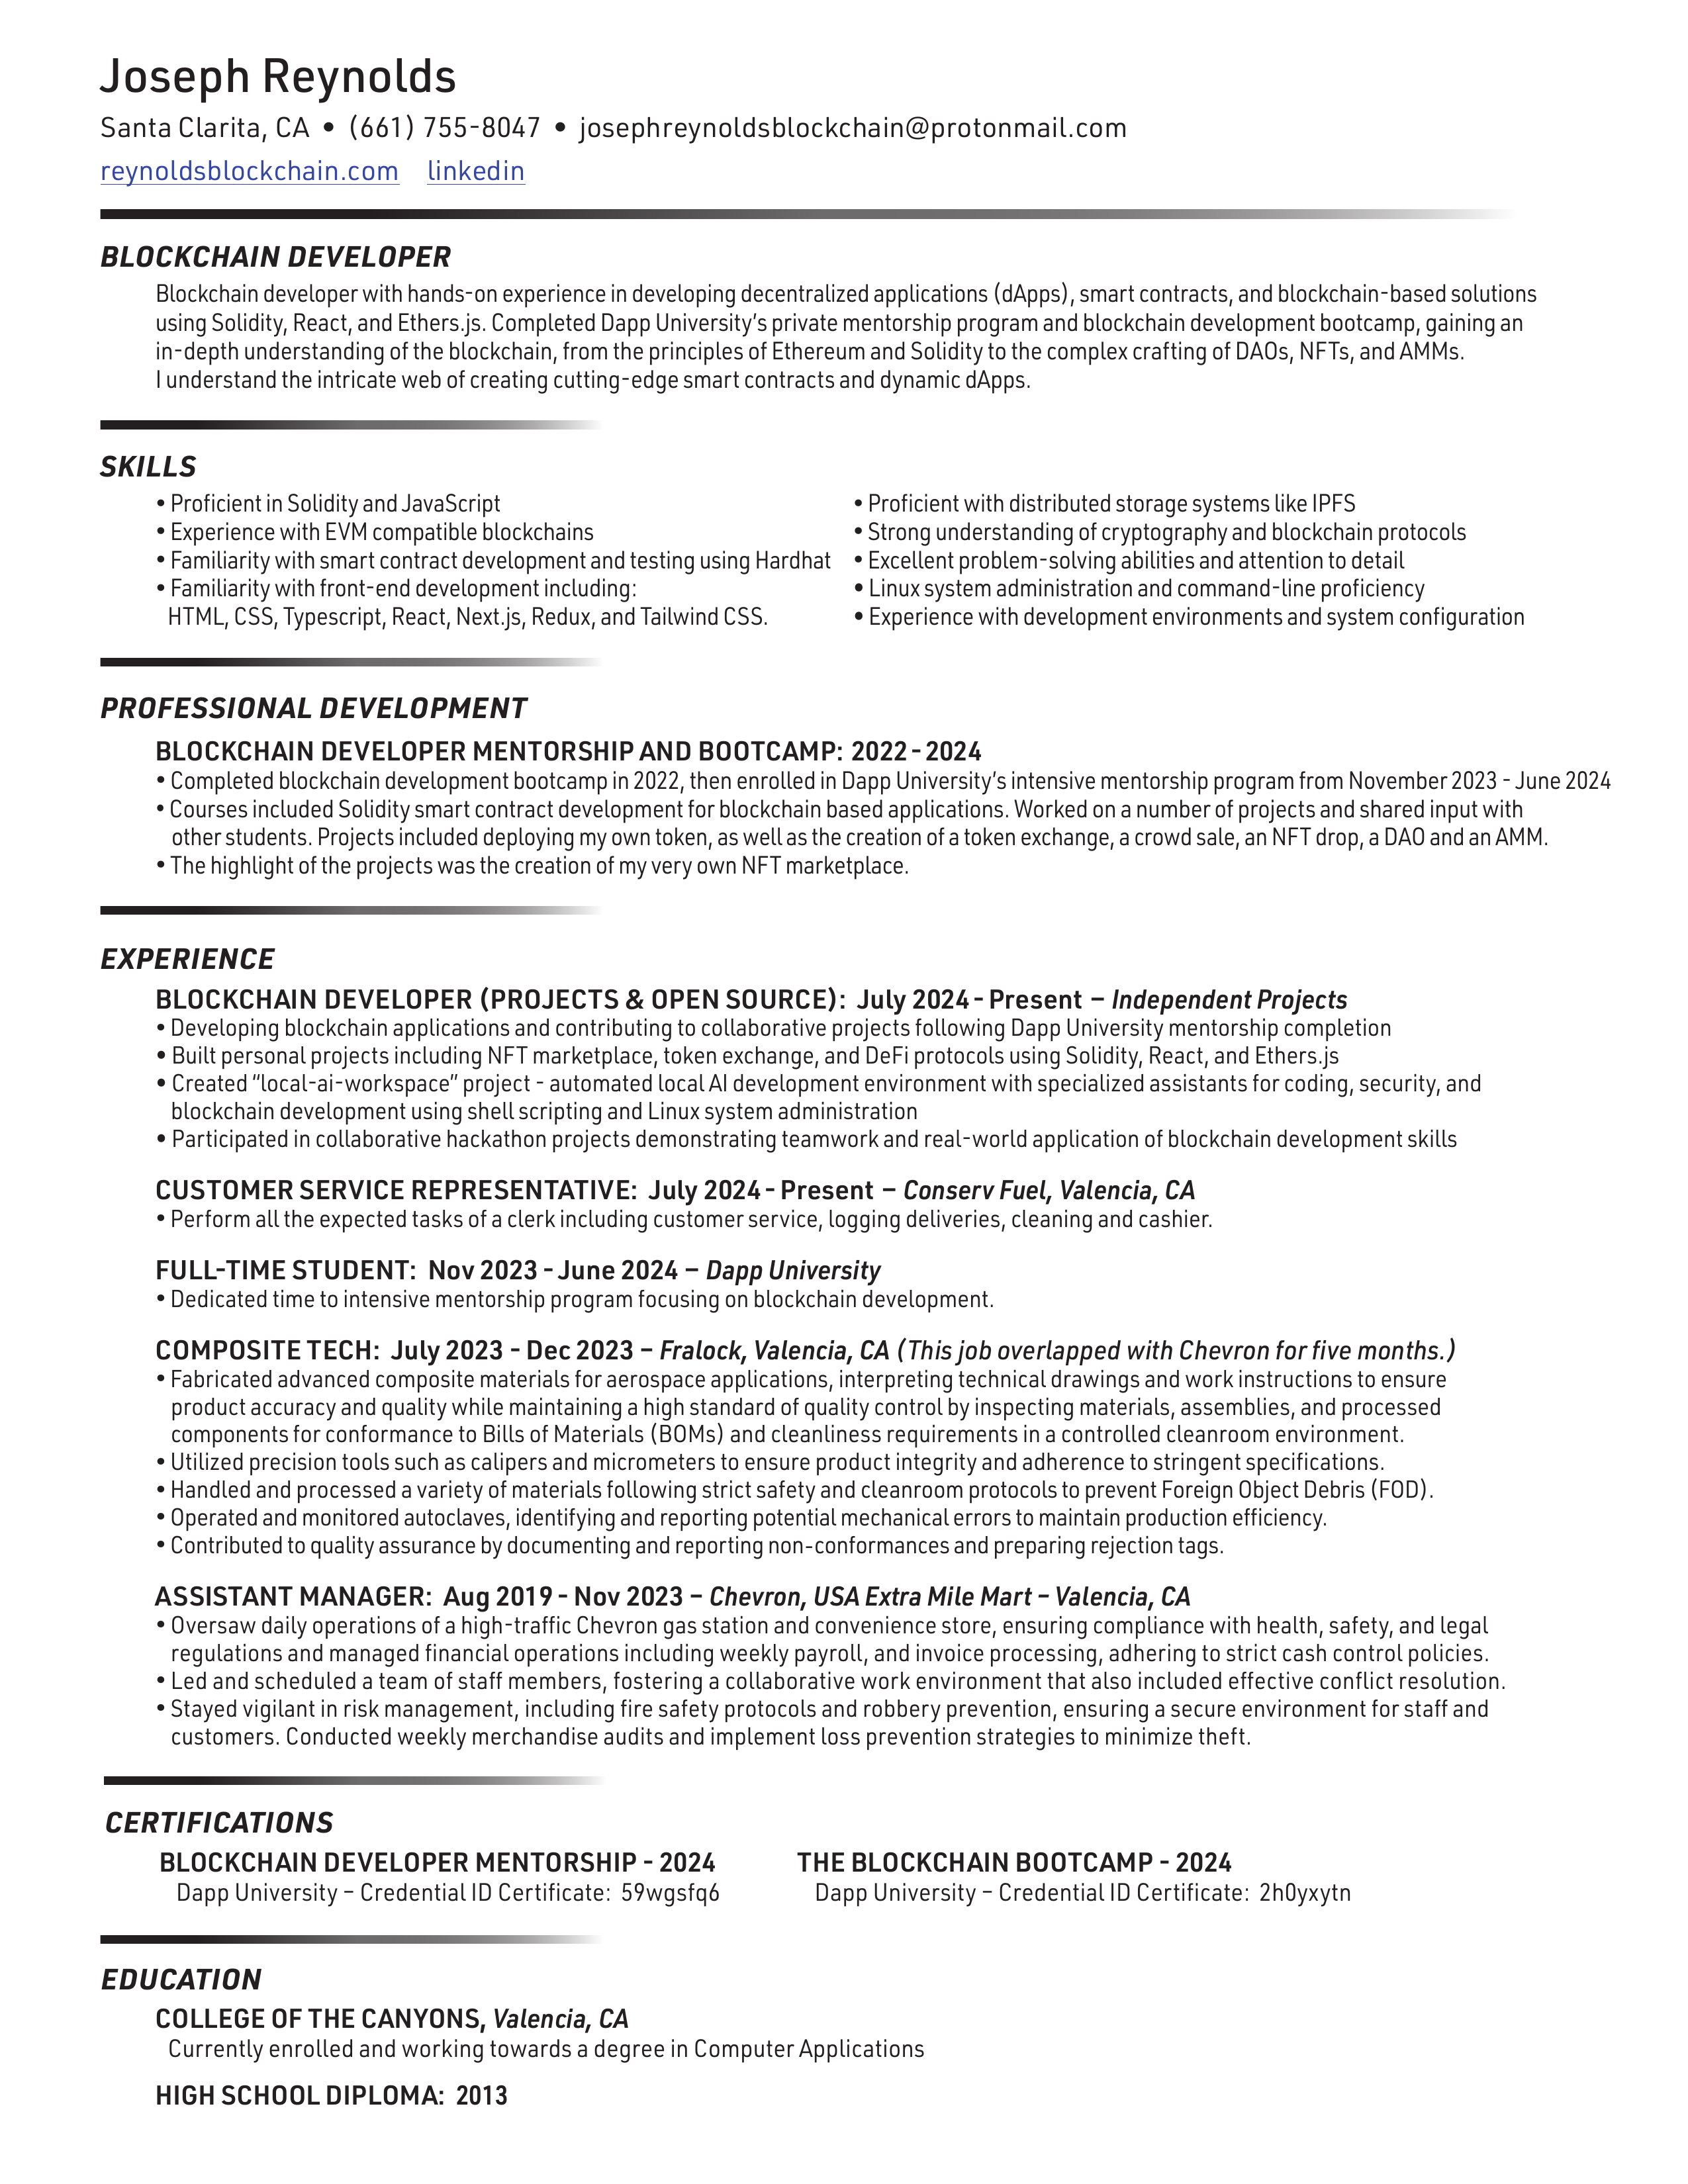 Joseph Reynolds
Santa Clarita, CA • (661) 755-8047 • josephreynoldsblockchain@protonmail.com
reynoldsblockchain.com linkedin
BLOCKCHAIN DEVELOPER
Blockchain developer with hands-on experience in developing decentralized applications (dApps), smart contracts, and blockchain-based solutions
using Solidity, React, and Ethers.js. Completed Dapp University's private mentorship program and blockchain development bootcamp, gaining an
in-depth understanding of the blockchain, from the principles of Ethereum and Solidity to the complex crafting of DAOs, NFTs, and AMMs.
I understand the intricate web of creating cutting-edge smart contracts and dynamic dApps.
SKILLS
• Proficient in Solidity and JavaScript
• Experience with EVM compatible blockchains
• Familiarity with smart contract development and testing using Hardhat
• Familiarity with front-end development including:
HTML, CSS, Typescript, React, Next.js, Redux, and Tailwind CSS.
• Proficient with distributed storage systems like IPFS
• Strong understanding of cryptography and blockchain protocols
• Excellent problem-solving abilities and attention to detail
• Linux system administration and command-line proficiency
• Experience with development environments and system configuration
PROFESSIONAL DEVELOPMENT
BLOCKCHAIN DEVELOPER MENTORSHIP AND BOOTCAMP: 2022 - 2024
• Completed blockchain development bootcamp in 2022, then enrolled in Dapp University's intensive mentorship program from November 2023 - June 2024
• Courses included Solidity smart contract development for blockchain based applications. Worked on a number of projects and shared input with
other students. Projects included deploying my own token, as well as the creation of a token exchange, a crowd sale, an NFT drop, a DAO and an AMM.
• The highlight of the projects was the creation of my very own NFT marketplace.
EXPERIENCE
BLOCKCHAIN DEVELOPER (PROJECTS & OPEN SOURCE): July 2024 - Present – Independent Projects
• Developing blockchain applications and contributing to collaborative projects following Dapp University mentorship completion
• Built personal projects including NFT marketplace, token exchange, and DeFi protocols using Solidity, React, and Ethers.js
• Created “local-ai-workspace” project - automated local AI development environment with specialized assistants for coding, security, and
blockchain development using shell scripting and Linux system administration
• Participated in collaborative hackathon projects demonstrating teamwork and real-world application of blockchain development skills
CUSTOMER SERVICE REPRESENTATIVE: July 2024 - Present – Conserv Fuel, Valencia, CA
• Perform all the expected tasks of a clerk including customer service, logging deliveries, cleaning and cashier.
FULL-TIME STUDENT: Nov 2023 - June 2024 – Dapp University
• Dedicated time to intensive mentorship program focusing on blockchain development.
COMPOSITE TECH: July 2023 - Dec 2023 – Fralock, Valencia, CA (This job overlapped with Chevron for five months.)
• Fabricated advanced composite materials for aerospace applications, interpreting technical drawings and work instructions to ensure
product accuracy and quality while maintaining a high standard of quality control by inspecting materials, assemblies, and processed
components for conformance to Bills of Materials (BOMs) and cleanliness requirements in a controlled cleanroom environment.
• Utilized precision tools such as calipers and micrometers to ensure product integrity and adherence to stringent specifications.
• Handled and processed a variety of materials following strict safety and cleanroom protocols to prevent Foreign Object Debris (FOD).
• Operated and monitored autoclaves, identifying and reporting potential mechanical errors to maintain production efficiency.
• Contributed to quality assurance by documenting and reporting non-conformances and preparing rejection tags.
ASSISTANT MANAGER: Aug 2019 - Nov 2023 – Chevron, USA Extra Mile Mart – Valencia, CA
• Oversaw daily operations of a high-traffic Chevron gas station and convenience store, ensuring compliance with health, safety, and legal
regulations and managed financial operations including weekly payroll, and invoice processing, adhering to strict cash control policies.
• Led and scheduled a team of staff members, fostering a collaborative work environment that also included effective conflict resolution.
• Stayed vigilant in risk management, including fire safety protocols and robbery prevention, ensuring a secure environment for staff and
customers. Conducted weekly merchandise audits and implement loss prevention strategies to minimize theft.
CERTIFICATIONS
BLOCKCHAIN DEVELOPER MENTORSHIP - 2024
Dapp University – Credential ID Certificate: 59wgsfq6
THE BLOCKCHAIN BOOTCAMP - 2024
Dapp University – Credential ID Certificate: 2h0yxytn
EDUCATION
COLLEGE OF THE CANYONS, Valencia, CA
Currently enrolled and working towards a degree in Computer Applications
HIGH SCHOOL DIPLOMA: 2013